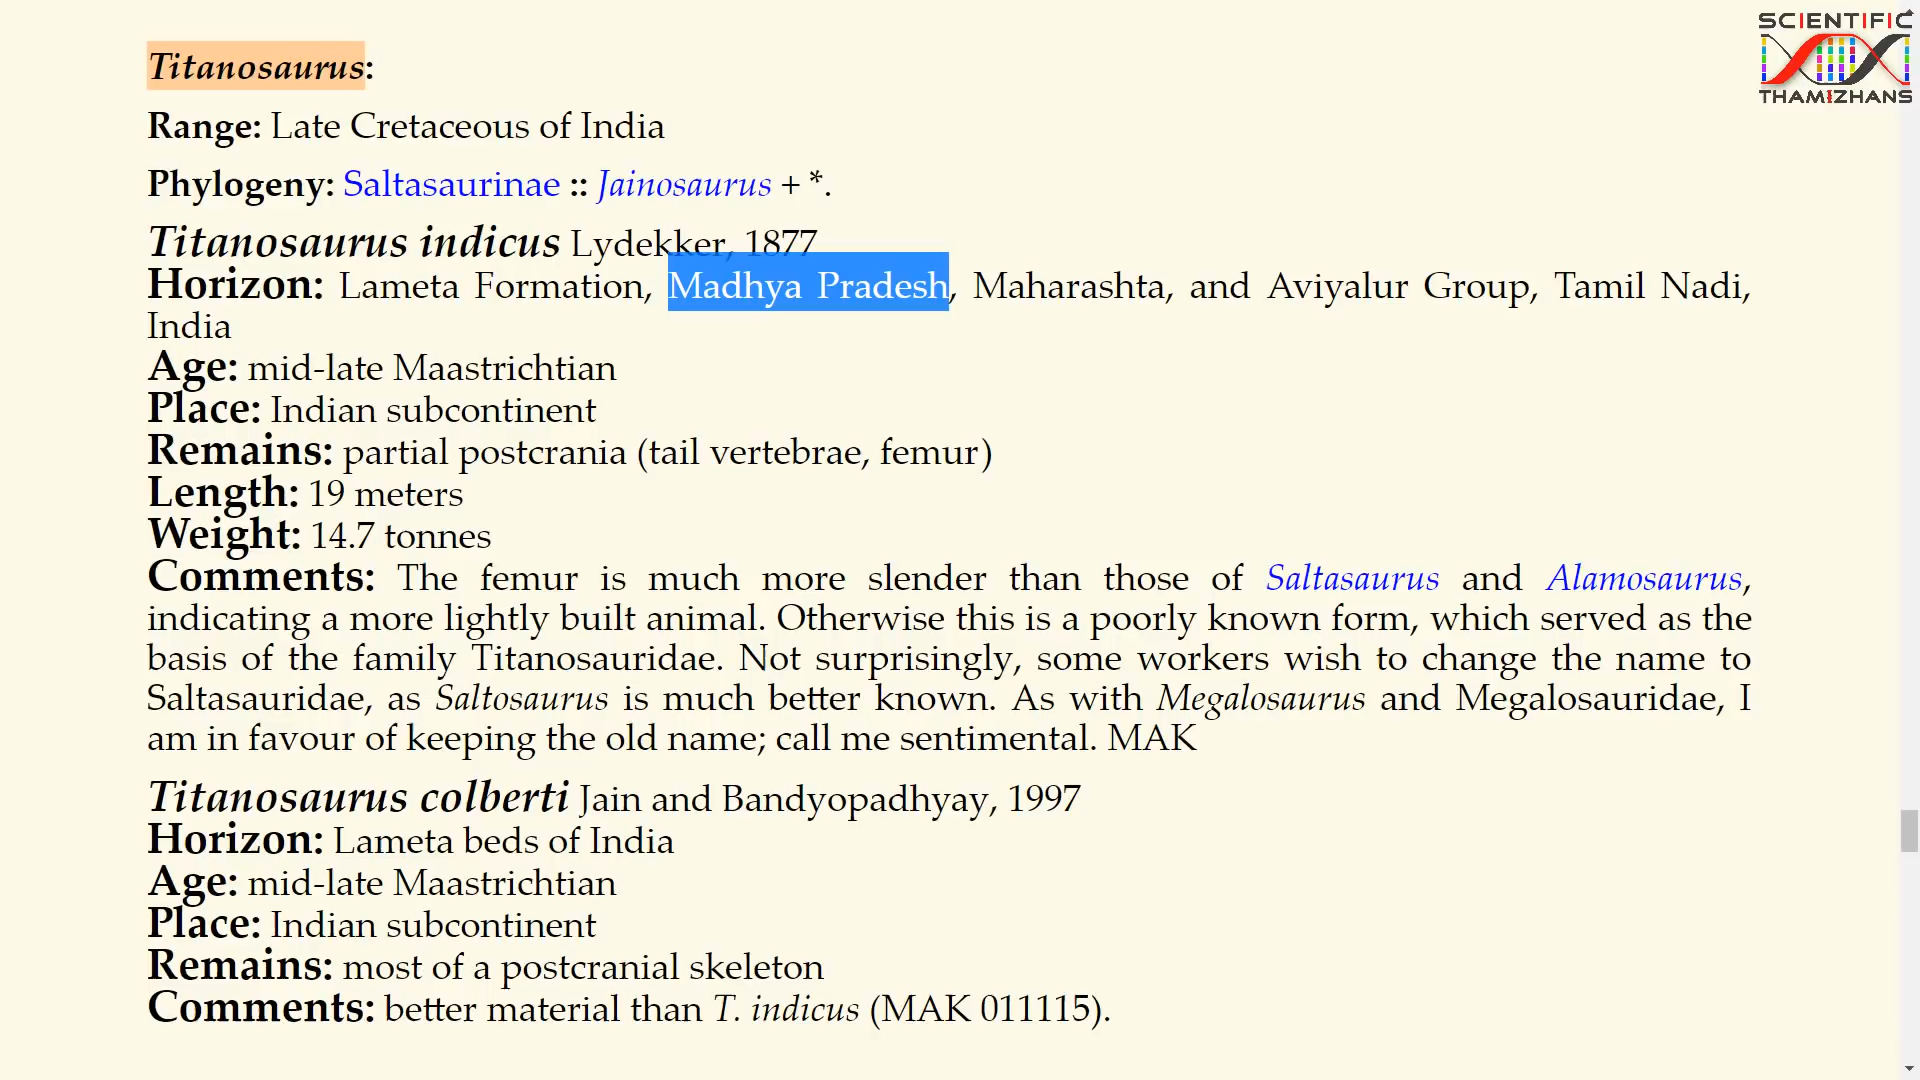 SCIENTIFIC
THAMIZHANS
Titanosaurus:
Range: Late Cretaceous of India
Phylogeny: Saltasaurinae :: Jainosaurus + *.
Titanosaurus indicus Lydekker, 1877
Horizon: Lameta Formation, Madhya Pradesh, Maharashta, and Aviyalur Group, Tamil Nadi,
India
Age: mid-late Maastrichtian
Place: Indian subcontinent
Remains: partial postcrania (tail vertebrae, femur)
Length: 19 meters
Weight: 14.7 tonnes
Comments: The femur is much more slender than those of Saltasaurus and Alamosaurus,
indicating a more lightly built animal. Otherwise this is a poorly known form, which served as the
basis of the family Titanosauridae. Not surprisingly, some workers wish to change the name to
Saltasauridae, as Saltosaurus is much better known. As with Megalosaurus and Megalosauridae, I
am in favour of keeping the old name; call me sentimental. MAK
Titanosaurus colberti Jain and Bandyopadhyay, 1997
Horizon: Lameta beds of India
Age: mid-late Maastrichtian
Place: Indian subcontinent
Remains: most of a postcranial skeleton
Comments: better material than T. indicus (MAK 011115).